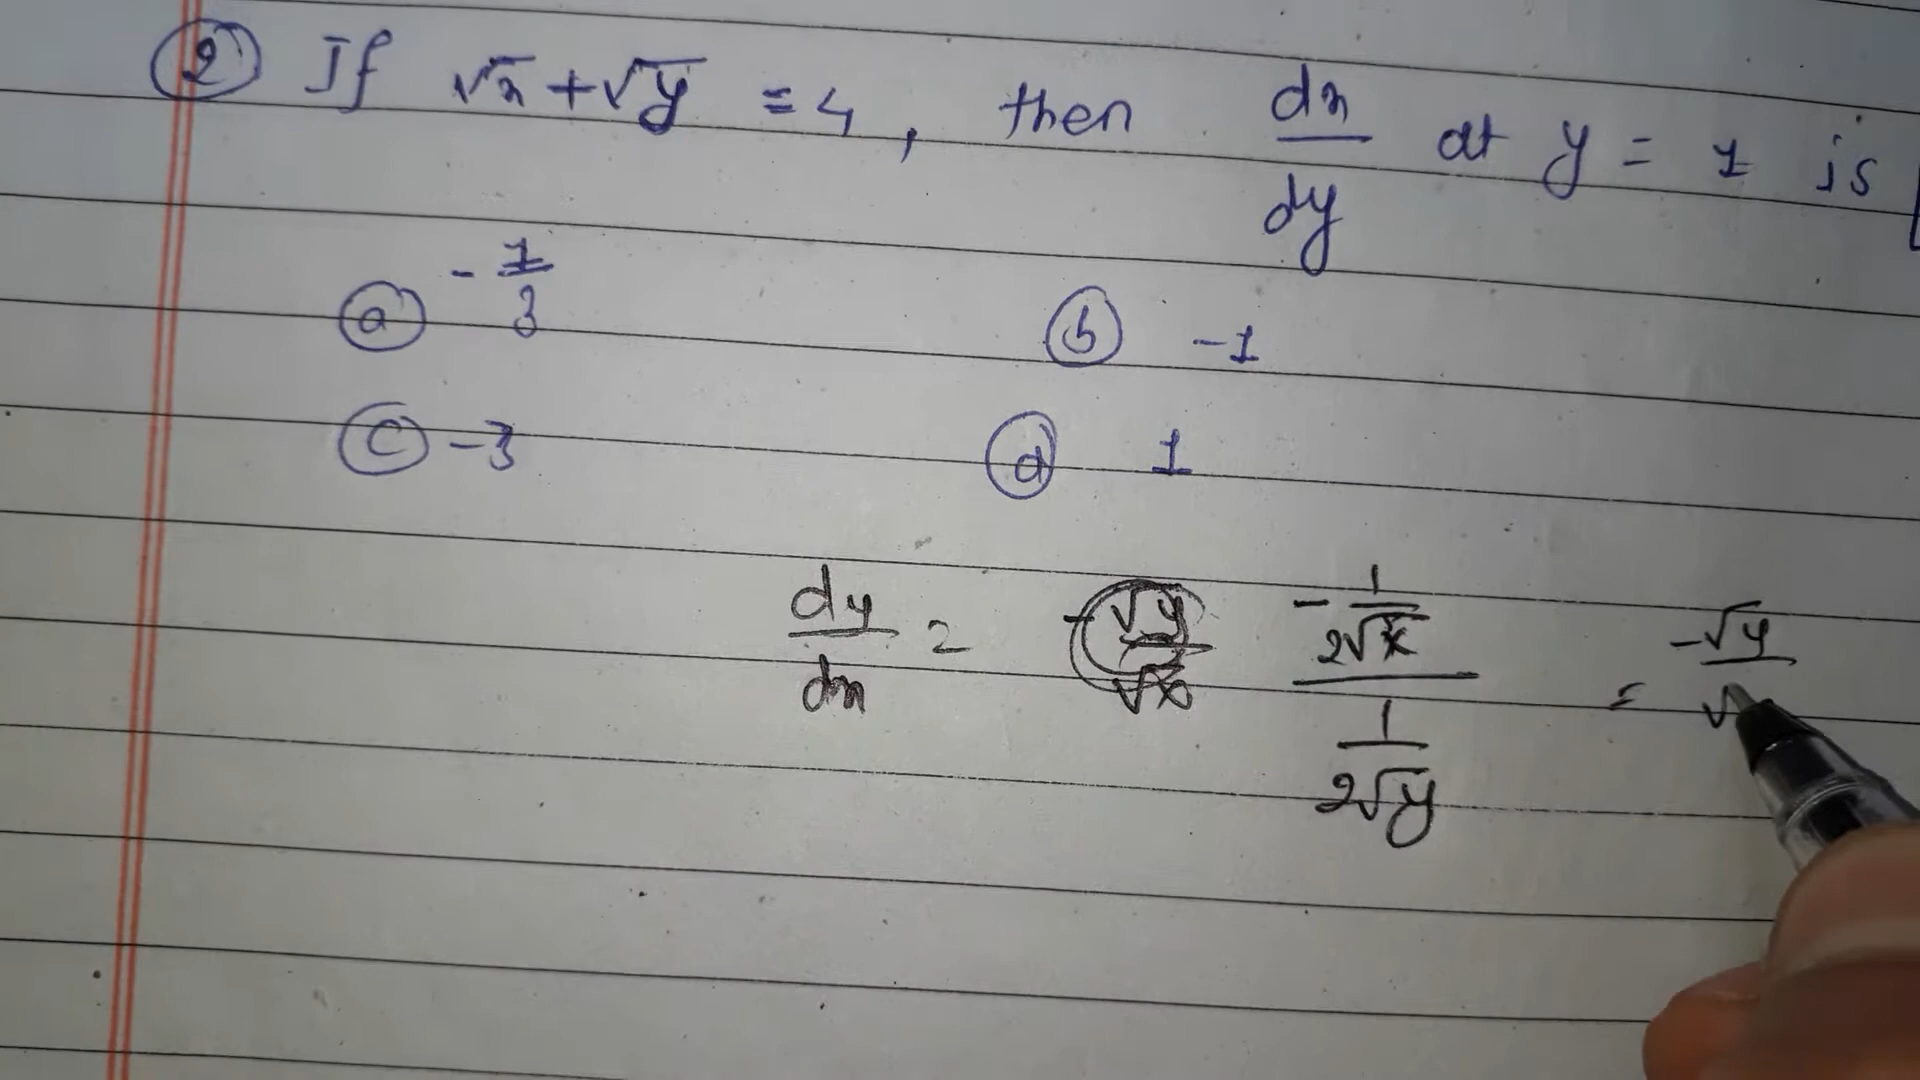 ② If √x + √y = 4, then dx/dy at y = 1 is
ⓐ -1/3 ⓑ -1
ⓒ -3 ⓓ 1
dy/dx = -√y/√x (-1/(2√x))/(1/(2√y)) = -√y/√